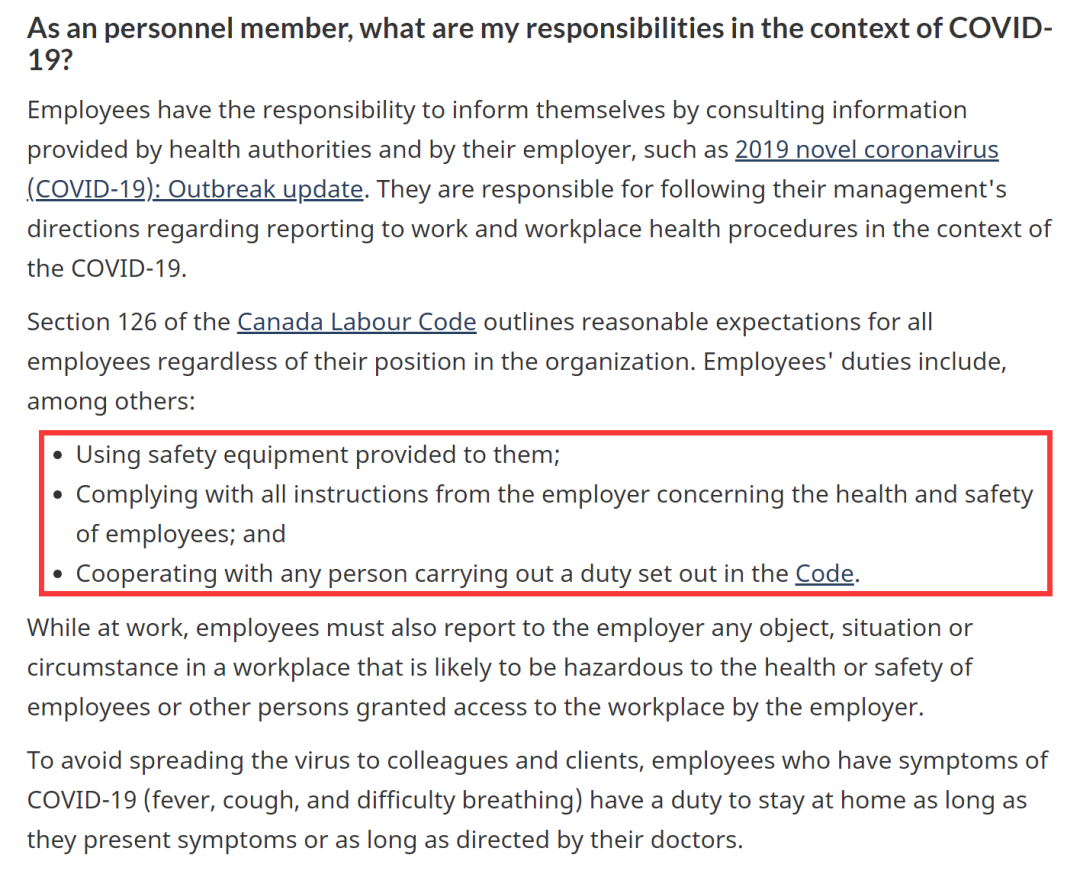 As an personnel member, what are my responsibilities in the context of COVID-
19?
Employees have the responsibility to inform themselves by consulting information
provided by health authorities and by their employer, such as 2019 novel coronavirus
(COVID-19): Outbreak update. They are responsible for following their management's
directions regarding reporting to work and workplace health procedures in the context of
the COVID-19.
Section 126 of the Canada Labour Code outlines reasonable expectations for all
employees regardless of their position in the organization. Employees' duties include,
among others:
• Using safety equipment provided to them;
• Complying with all instructions from the employer concerning the health and safety
of employees; and
• Cooperating with any person carrying out a duty set out in the Code.
While at work, employees must also report to the employer any object, situation or
circumstance in a workplace that is likely to be hazardous to the health or safety of
employees or other persons granted access to the workplace by the employer.
To avoid spreading the virus to colleagues and clients, employees who have symptoms of
COVID-19 (fever, cough, and difficulty breathing) have a duty to stay at home as long as
they present symptoms or as long as directed by their doctors.